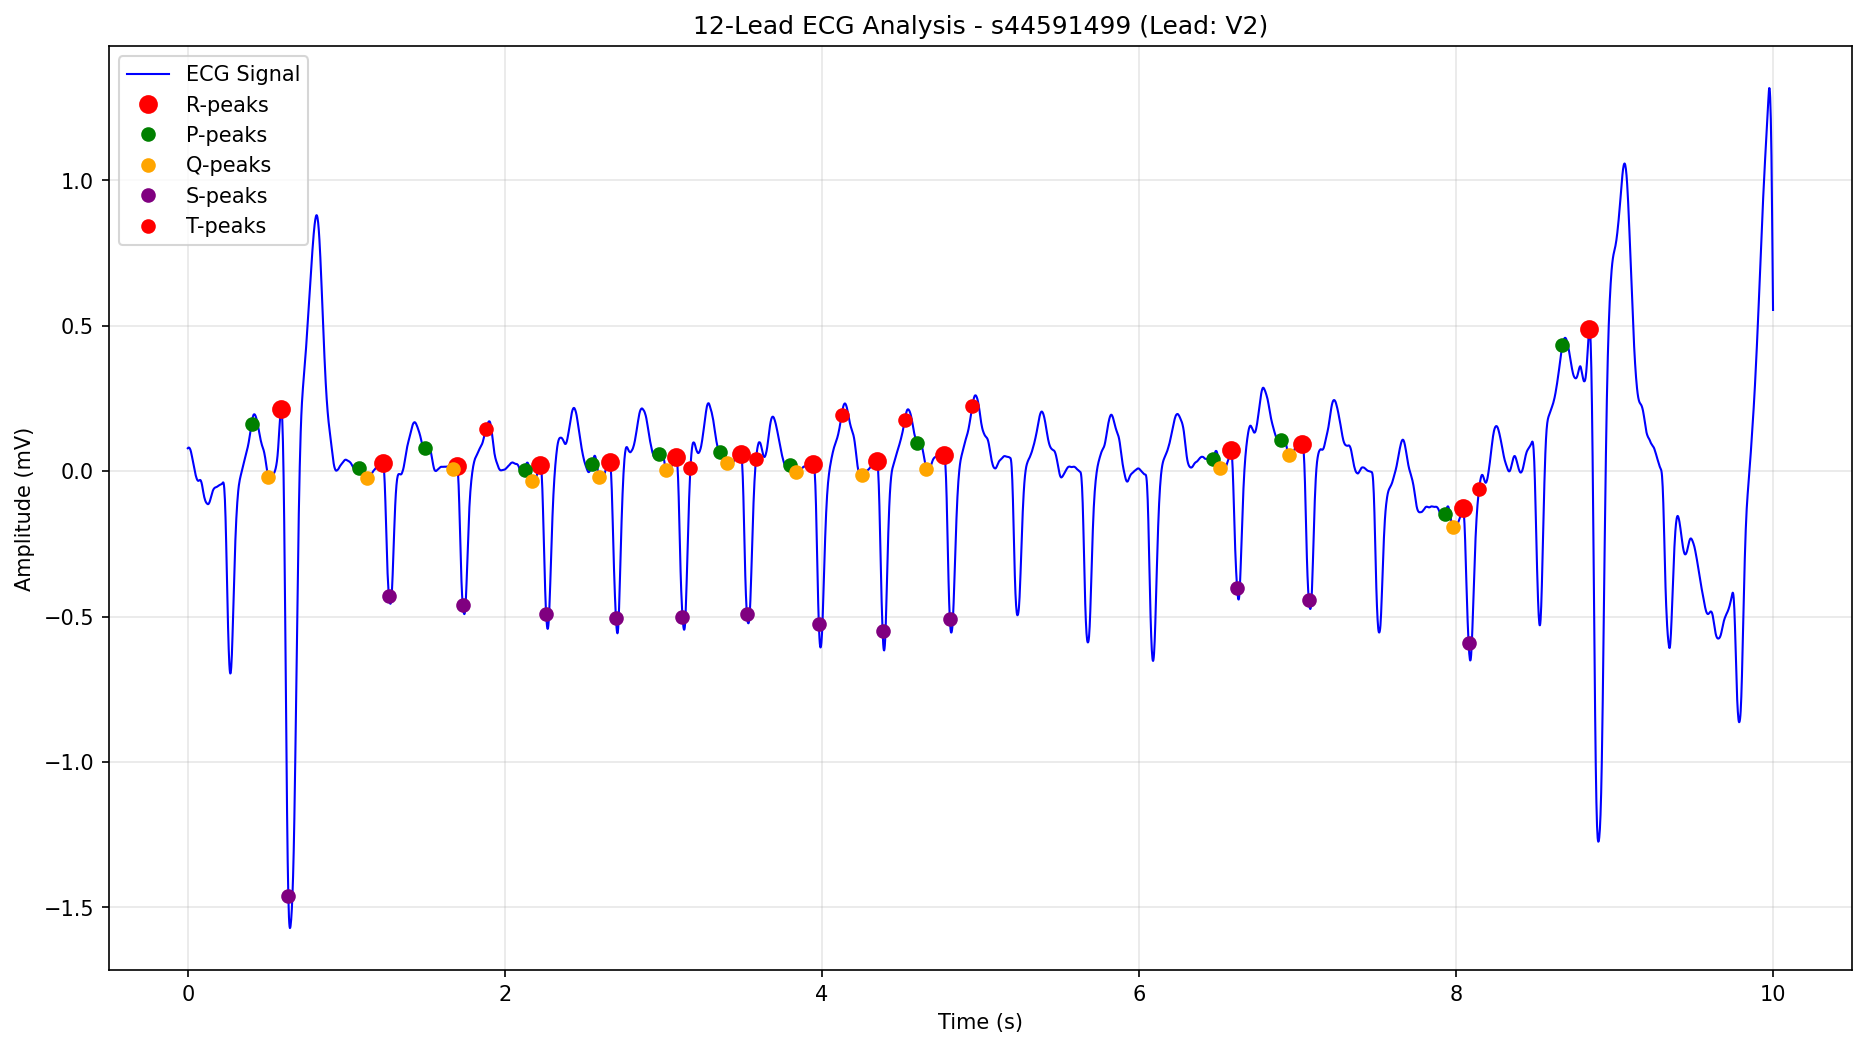 12-Lead ECG Analysis - s44591499 (Lead: V2)
ECG Signal
R-peaks
P-peaks
Q-peaks
S-peaks
T-peaks
1.0
0.5
0.0
−0.5
−1.0
−1.5
Amplitude (mV)
0 2 4 6 8 10
Time (s)